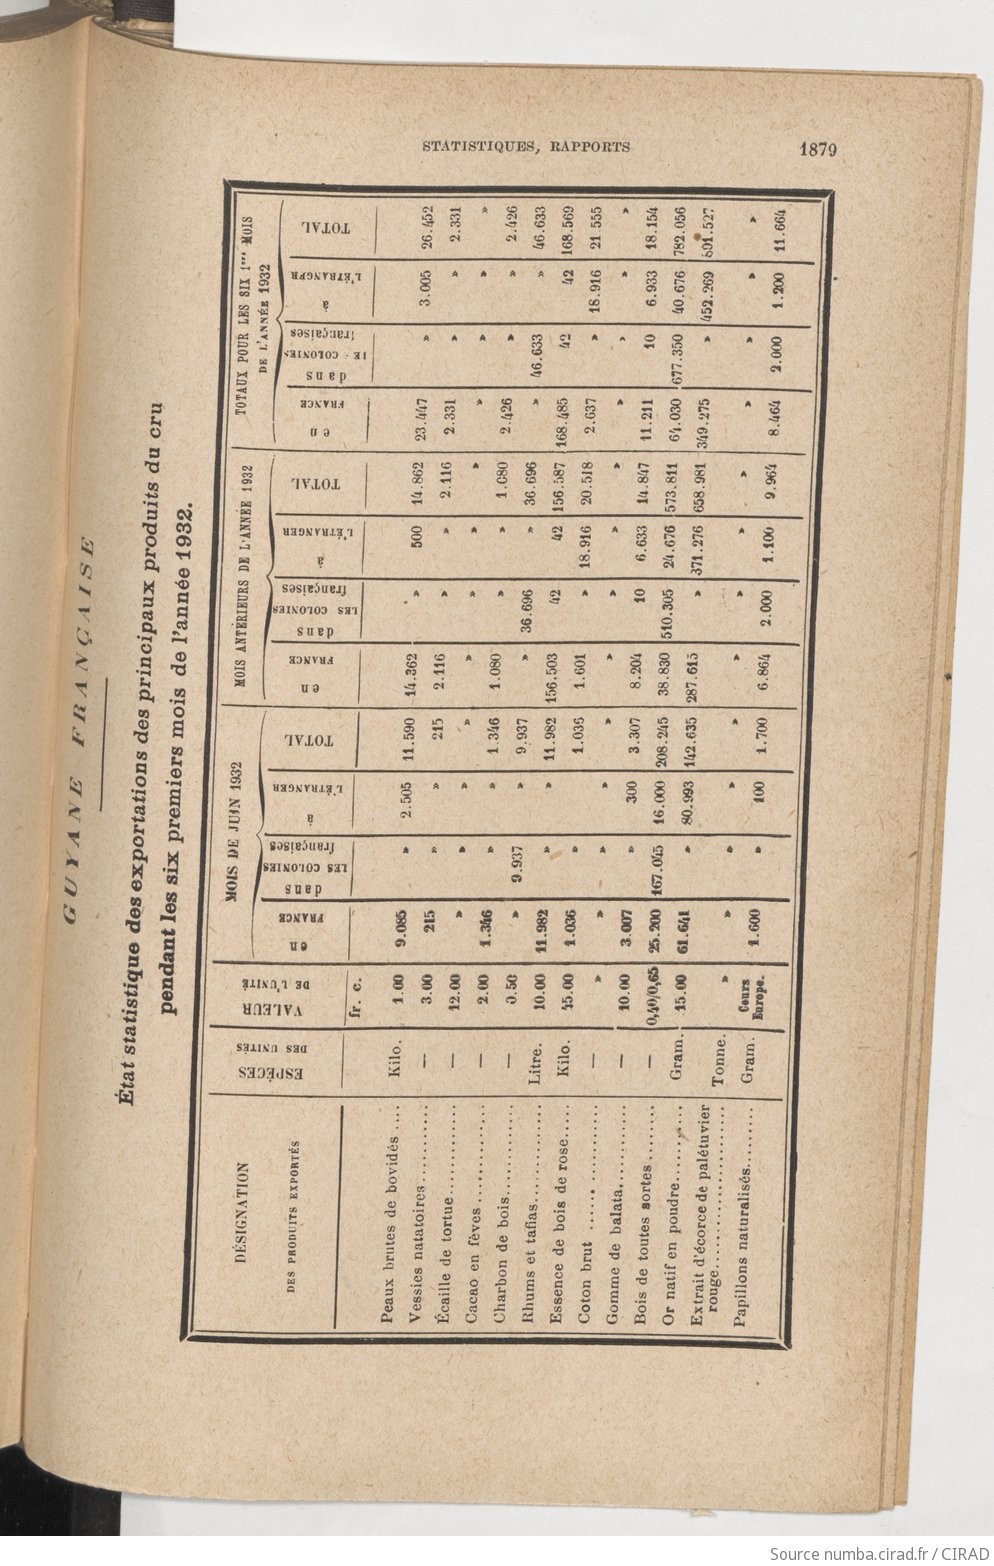 STATISTIQUES, RAPPORTS 1879
GUYANE FRANÇAISE
État statistique des exportations des principaux produits du cru
pendant les six premiers mois de l'année 1932.
DÉSIGNATION
DES PRODUITS EXPORTÉS
ESPÈCES
DES UNITÉS
VALEUR
DE L'UNITÉ
MOIS DE JUIN 1932
en
FRANCE
dans
LES COLONIES
françaises
à
L'ÉTRANGER
TOTAL
MOIS ANTÉRIEURS DE L'ANNÉE 1932
en
FRANCE
dans
LES COLONIES
françaises
à
L'ÉTRANGER
TOTAL
TOTAUX POUR LES SIX 1ers MOIS
DE L'ANNÉE 1932
en
FRANCE
dans
COLONIES
françaises
à
L'ÉTRANGER
TOTAL
fr. c.
Peaux brutes de bovidés .... Kilo. 1.00 9.085 » 2.505 11.590 14.362 » 500 14.862 23.447 » 3.005 26.452
Vessies natatoires........... — 3.00 215 » » 215 2.116 » » 2.116 2.331 » » 2.331
Écaille de tortue............ — 12.00 » » » » » » » » » » » »
Cacao en fèves............ — 2.00 1.346 » » 1.346 1.080 » » 1.080 2.426 » » 2.426
Charbon de bois............ — 0.50 » 9.937 » 9.937 » 36.696 » 36.696 » 46.633 » 46.633
Rhums et tafias............ Litre. 10.00 11.982 » » 11.982 156.503 42 42 156.587 168.485 42 42 168.569
Essence de bois de rose..... Kilo. 45.00 1.036 » 1.036 1.601 » 18.916 20.518 2.637 » 18.916 21.555
Coton brut ................ — » » » » » » » » » » » » »
Gomme de balata........... — 10.00 3.007 » 300 3.307 8.204 10 6.633 14.847 11.211 10 6.933 18.154
Bois de toutes sortes........ — 0,40/0,65 25.200 167.045 16.000 208.245 38.830 510.305 24.676 573.811 64.030 677.350 40.676 782.056
Or natif en poudre.......... Gram. 15.00 61.641 » 80.993 142.635 287.615 » 371.276 658.981 349.275 » 452.269 801.527
Extrait d'écorce de palétuvier
rouge..................... Tonne. » » » » » » » » » » » » »
Papillons naturalisés........ Gram. Cours Europe. 1.600 » 100 1.700 6.864 2.000 1.100 9.964 8.464 2.000 1.200 11.664
Source numba.cirad.fr / CIRAD